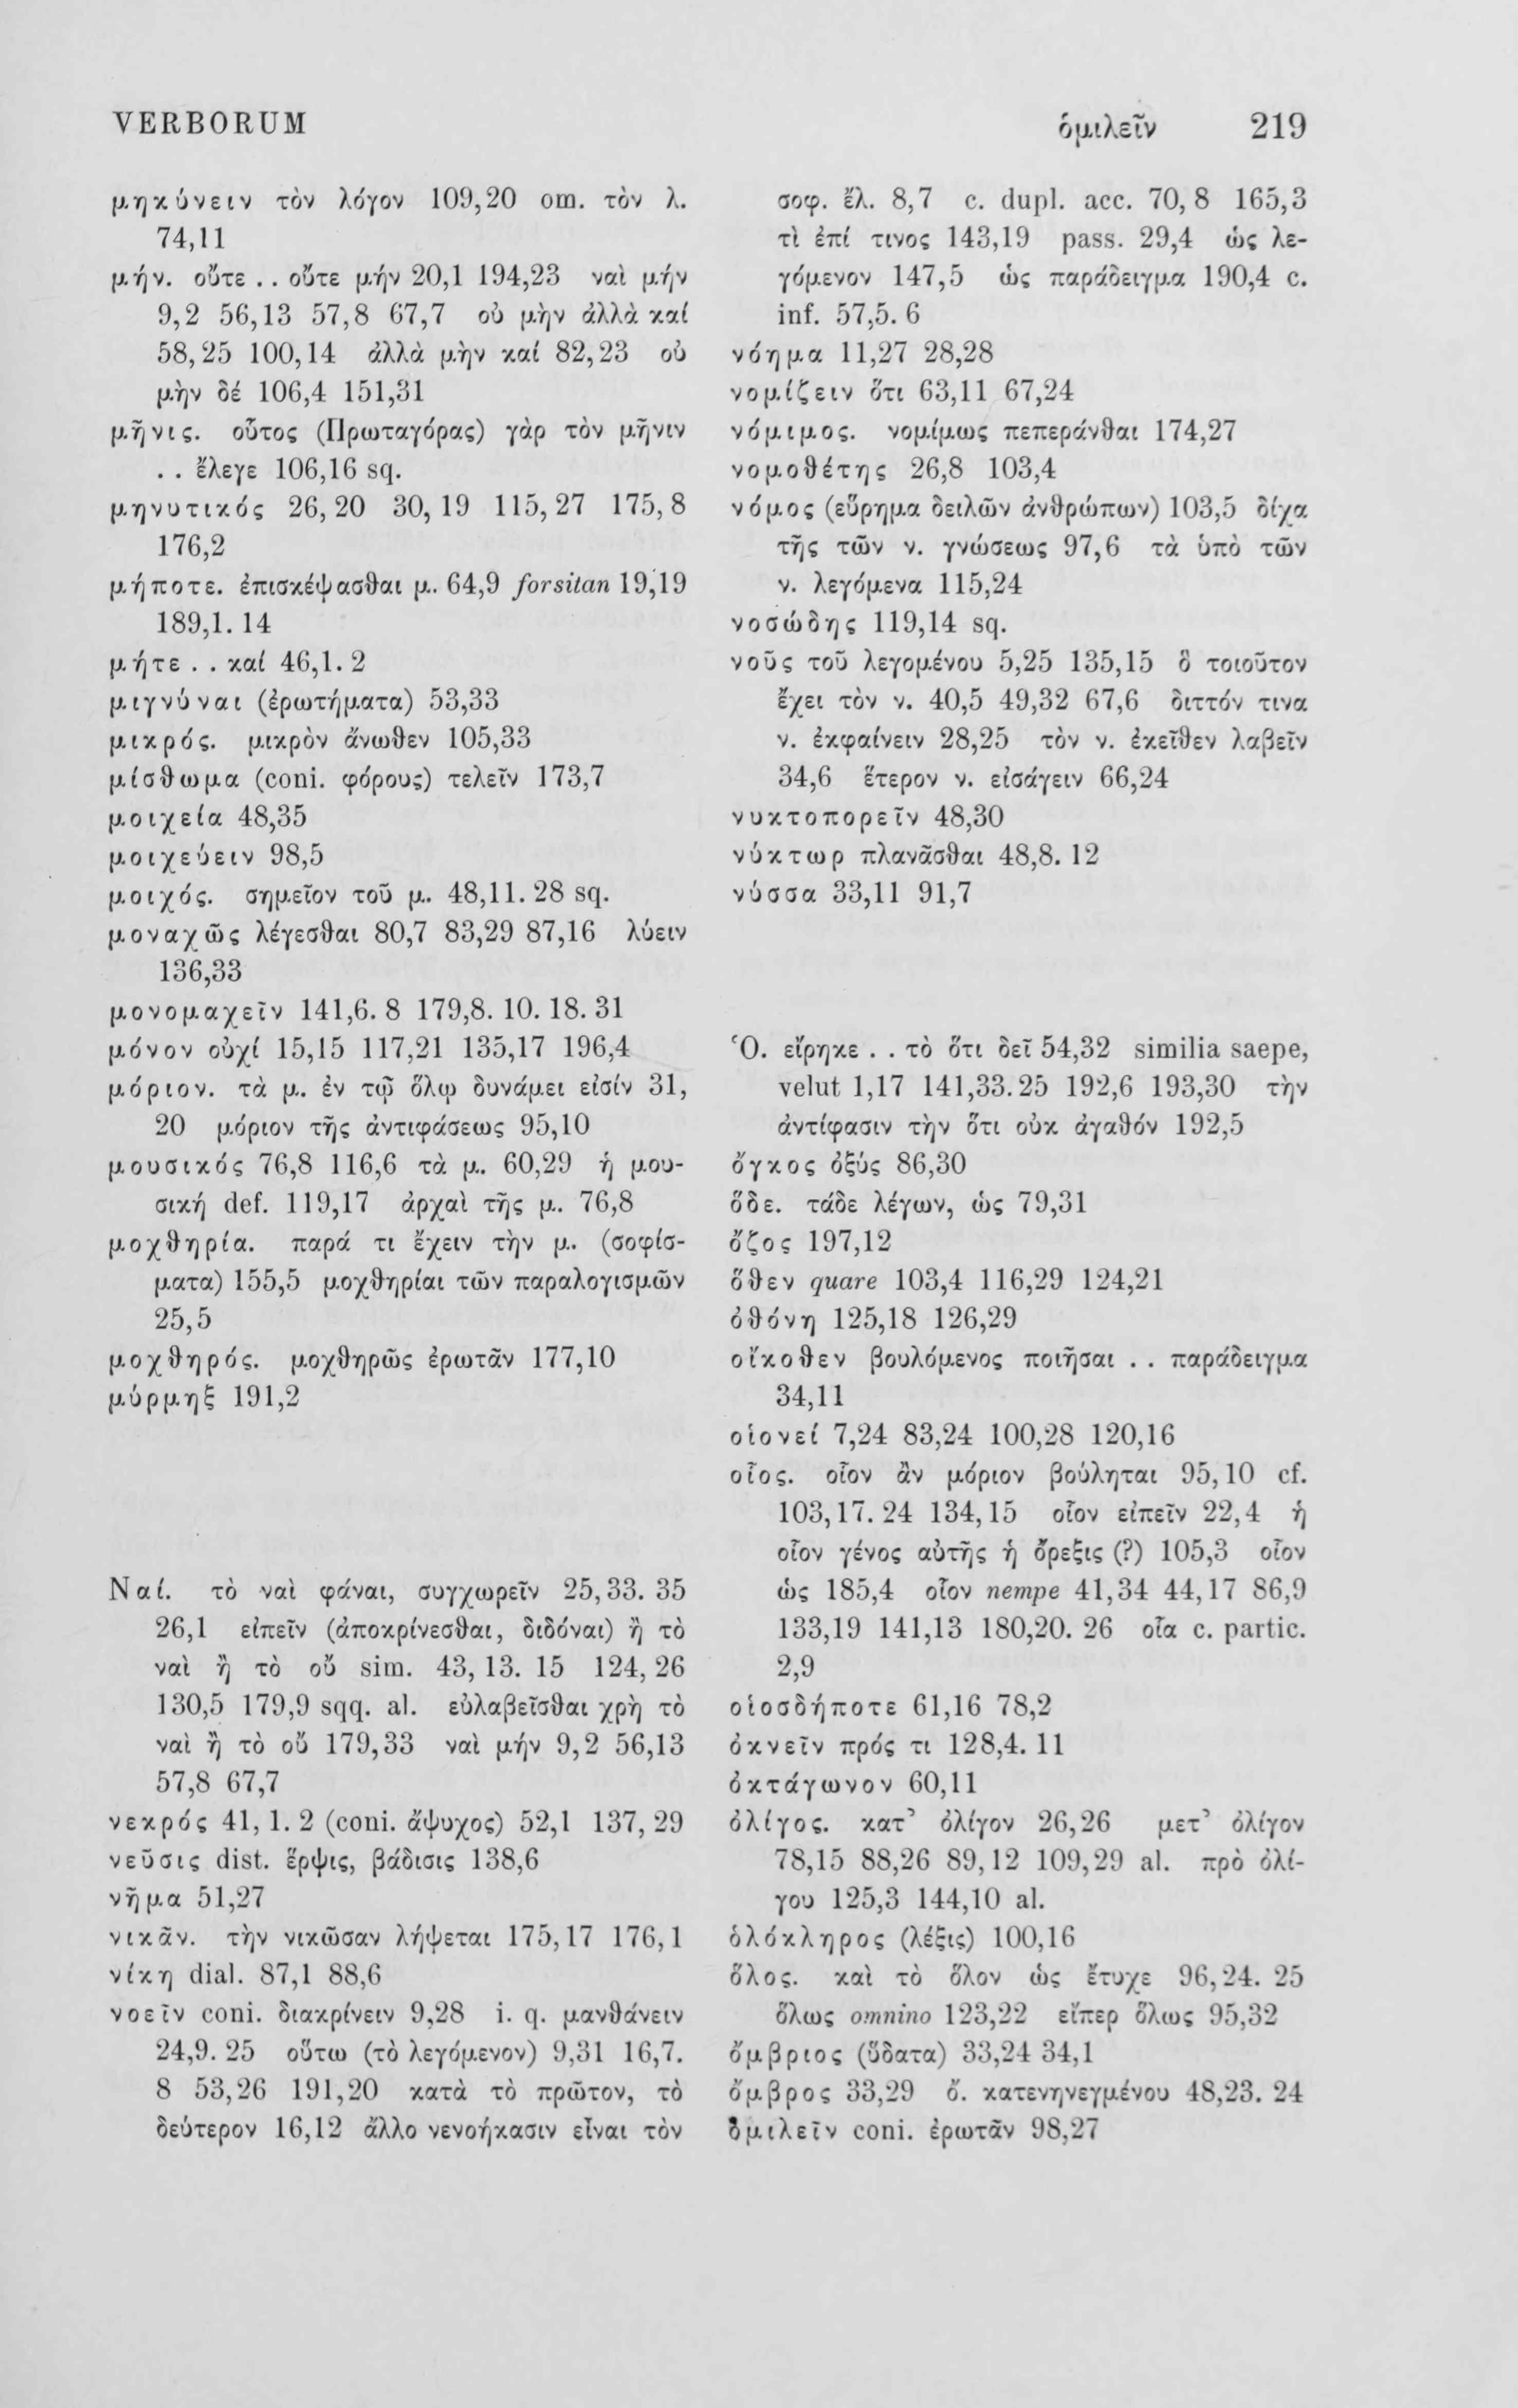 VERBORUM ὁμιλεῖν 219
μηκύνειν τὸν λόγον 109,20 om. τὸν λ.
74,11
μήν. οὔτε . . οὔτε μήν 20,1 194,23 ναὶ μήν
9,2 56,13 57,8 67,7 οὐ μὴν ἀλλὰ καί
58,25 100,14 ἀλλὰ μὴν καί 82,23 οὐ
μὴν δέ 106,4 151,31
μῆνις. οὗτος (Πρωταγόρας) γὰρ τὸν μῆνιν
. . ἔλεγε 106,16 sq.
μηνυτικός 26,20 30,19 115,27 175,8
176,2
μήποτε. ἐπισκέψασθαι μ. 64,9 forsitan 19,19
189,1. 14
μήτε . . καί 46,1. 2
μιγνύναι (ἐρωτήματα) 53,33
μικρός. μικρὸν ἄνωθεν 105,33
μίσθωμα (coni. φόρους) τελεῖν 173,7
μοιχεία 48,35
μοιχεύειν 98,5
μοιχός. σημεῖον τοῦ μ. 48,11. 28 sq.
μοναχῶς λέγεσθαι 80,7 83,29 87,16 λύειν
136,33
μονομαχεῖν 141,6. 8 179,8. 10. 18. 31
μόνον οὐχί 15,15 117,21 135,17 196,4
μόριον. τὰ μ. ἐν τῷ ὅλῳ δυνάμει εἰσίν 31,
20 μόριον τῆς ἀντιφάσεως 95,10
μουσικός 76,8 116,6 τὰ μ. 60,29 ἡ μου-
σική def. 119,17 ἀρχαὶ τῆς μ. 76,8
μοχθηρία. παρά τι ἔχειν τὴν μ. (σοφίσ-
ματα) 155,5 μοχθηρίαι τῶν παραλογισμῶν
25,5
μοχθηρός. μοχθηρῶς ἐρωτᾶν 177,10
μύρμηξ 191,2
Ναί. τὸ ναὶ φάναι, συγχωρεῖν 25,33. 35
26,1 εἰπεῖν (ἀποκρίνεσθαι, διδόναι) ἢ τὸ
ναὶ ἢ τὸ οὔ sim. 43,13. 15 124,26
130,5 179,9 sqq. al. εὐλαβεῖσθαι χρὴ τὸ
ναὶ ἢ τὸ οὔ 179,33 ναὶ μήν 9,2 56,13
57,8 67,7
νεκρός 41,1. 2 (coni. ἄψυχος) 52,1 137,29
νεῦσις dist. ἕρψις, βάδισις 138,6
νῆμα 51,27
νικᾶν. τὴν νικῶσαν λήψεται 175,17 176,1
νίκη dial. 87,1 88,6
νοεῖν coni. διακρίνειν 9,28 i. q. μανθάνειν
24,9. 25 οὕτω (τὸ λεγόμενον) 9,31 16,7.
8 53,26 191,20 κατὰ τὸ πρῶτον, τὸ
δεύτερον 16,12 ἄλλο νενοήκασιν εἶναι τὸν
σοφ. ἔλ. 8,7 c. dupl. acc. 70,8 165,3
τὶ ἐπί τινος 143,19 pass. 29,4 ὡς λε-
γόμενον 147,5 ὡς παράδειγμα 190,4 c.
inf. 57,5. 6
νόημα 11,27 28,28
νομίζειν ὅτι 63,11 67,24
νόμιμος. νομίμως πεπεράνθαι 174,27
νομοθέτης 26,8 103,4
νόμος (εὕρημα δειλῶν ἀνθρώπων) 103,5 δίχα
τῆς τῶν ν. γνώσεως 97,6 τὰ ὑπὸ τῶν
ν. λεγόμενα 115,24
νοσώδης 119,14 sq.
νοῦς τοῦ λεγομένου 5,25 135,15 ὃ τοιοῦτον
ἔχει τὸν ν. 40,5 49,32 67,6 διττόν τινα
ν. ἐκφαίνειν 28,25 τὸν ν. ἐκεῖθεν λαβεῖν
34,6 ἕτερον ν. εἰσάγειν 66,24
νυκτοπορεῖν 48,30
νύκτωρ πλανᾶσθαι 48,8. 12
νύσσα 33,11 91,7
Ὁ. εἴρηκε . . τὸ ὅτι δεῖ 54,32 similia saepe,
velut 1,17 141,33. 25 192,6 193,30 τὴν
ἀντίφασιν τὴν ὅτι οὐκ ἀγαθόν 192,5
ὄγκος ὀξύς 86,30
ὅδε. τάδε λέγων, ὡς 79,31
ὄζος 197,12
ὅθεν quare 103,4 116,29 124,21
ὀθόνη 125,18 126,29
οἴκοθεν βουλόμενος ποιῆσαι . . παράδειγμα
34,11
οἱονεί 7,24 83,24 100,28 120,16
οἷος. οἷον ἂν μόριον βούληται 95,10 cf.
103,17. 24 134,15 οἷον εἰπεῖν 22,4 ἡ
οἷον γένος αὐτῆς ἡ ὄρεξις (?) 105,3 οἷον
ὡς 185,4 οἷον nempe 41,34 44,17 86,9
133,19 141,13 180,20. 26 οἷα c. partic.
2,9
οἱοσδήποτε 61,16 78,2
ὀκνεῖν πρός τι 128,4. 11
ὀκτάγωνον 60,11
ὀλίγος. κατ’ ὀλίγον 26,26 μετ’ ὀλίγον
78,15 88,26 89,12 109,29 al. πρὸ ὀλί-
γου 125,3 144,10 al.
ὁλόκληρος (λέξις) 100,16
ὅλος. καὶ τὸ ὅλον ὡς ἔτυχε 96,24. 25
ὅλως omnino 123,22 εἴπερ ὅλως 95,32
ὄμβριος (ὕδατα) 33,24 34,1
ὄμβρος 33,29 ὄ. κατενηνεγμένου 48,23. 24
ὁμιλεῖν coni. ἐρωτᾶν 98,27